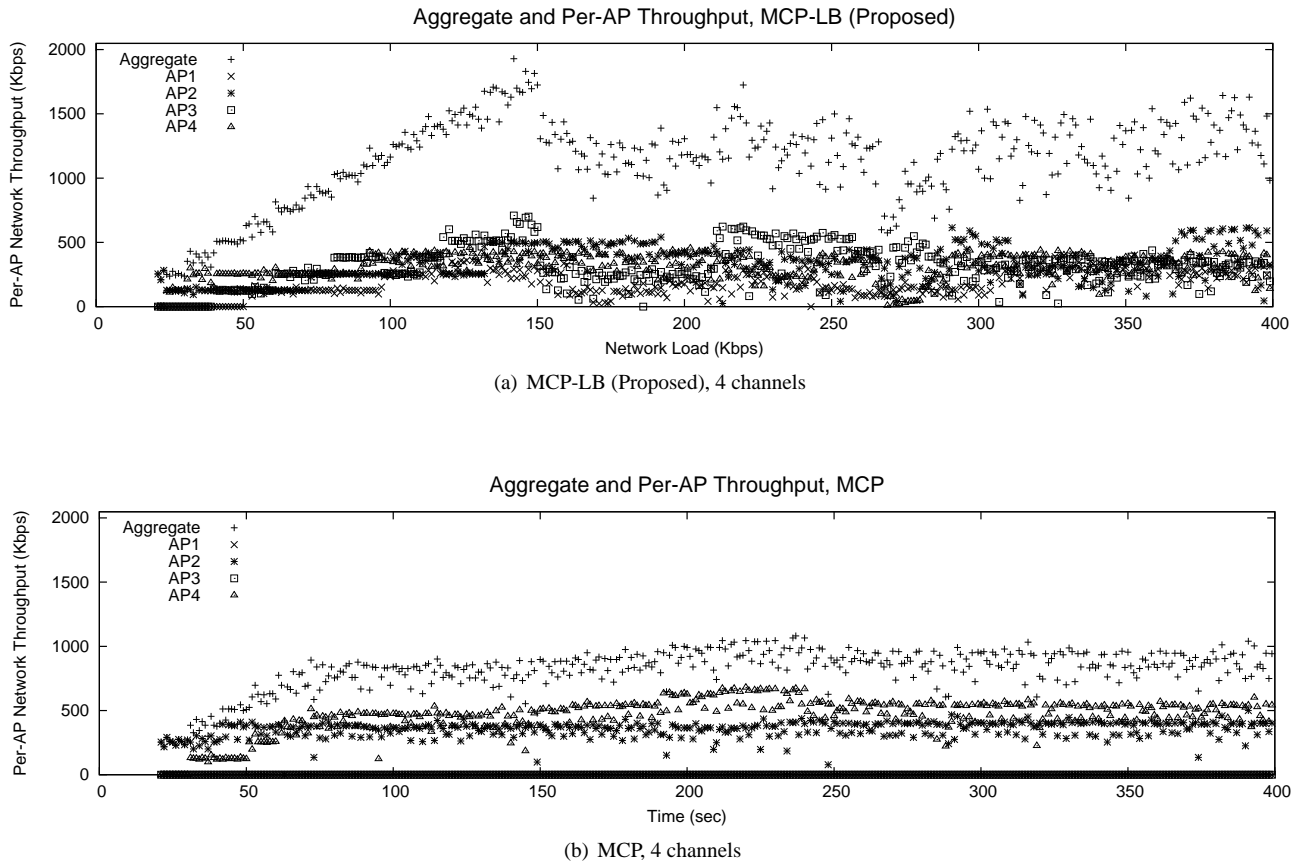 Aggregate and Per-AP Throughput, MCP-LB (Proposed)
Per-AP Network Throughput (Kbps)
2000
1500
1000
500
0
Aggregate
AP1
AP2
AP3
AP4
0 50 100 150 200 250 300 350 400
Network Load (Kbps)
(a) MCP-LB (Proposed), 4 channels
Aggregate and Per-AP Throughput, MCP
Per-AP Network Throughput (Kbps)
2000
1500
1000
500
0
Aggregate
AP1
AP2
AP3
AP4
0 50 100 150 200 250 300 350 400
Time (sec)
(b) MCP, 4 channels